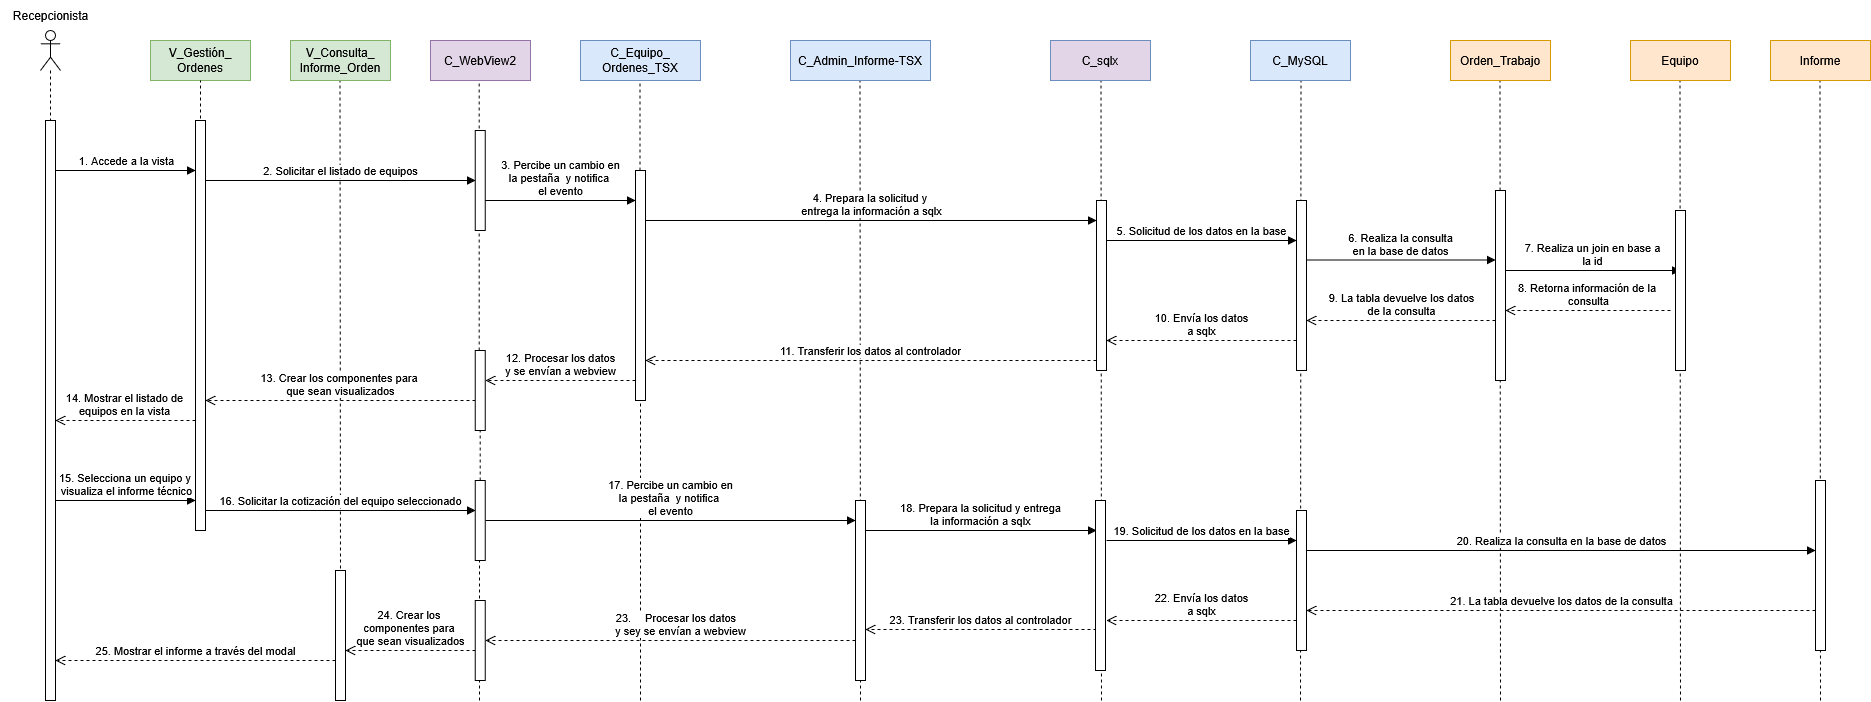 Recepcionista
V_Gestión_
Ordenes
V_Consulta_
Informe_Orden
C_WebView2
C_Equipo_
Ordenes_TSX
C_Admin_Informe-TSX
C_sqlx
C_MySQL
Orden_Trabajo
Equipo
Informe
1. Accede a la vista
2. Solicitar el listado de equipos
3. Percibe un cambio en
la pestaña y notifica
el evento
4. Prepara la solicitud y
entrega la información a sqlx
5. Solicitud de los datos en la base
6. Realiza la consulta
en la base de datos
7. Realiza un join en base a
la id
8. Retorna información de la
consulta
9. La tabla devuelve los datos
de la consulta
10. Envía los datos
a sqlx
11. Transferir los datos al controlador
12. Procesar los datos
y se envían a webview
13. Crear los componentes para
que sean visualizados
14. Mostrar el listado de
equipos en la vista
15. Selecciona un equipo y
visualiza el informe técnico
16. Solicitar la cotización del equipo seleccionado
17. Percibe un cambio en
la pestaña y notifica
el evento
18. Prepara la solicitud y entrega
la información a sqlx
19. Solicitud de los datos en la base
20. Realiza la consulta en la base de datos
21. La tabla devuelve los datos de la consulta
22. Envía los datos
a sqlx
23. Transferir los datos al controlador
23. Procesar los datos
y sey se envían a webview
24. Crear los
componentes para
que sean visualizados
25. Mostrar el informe a través del modal